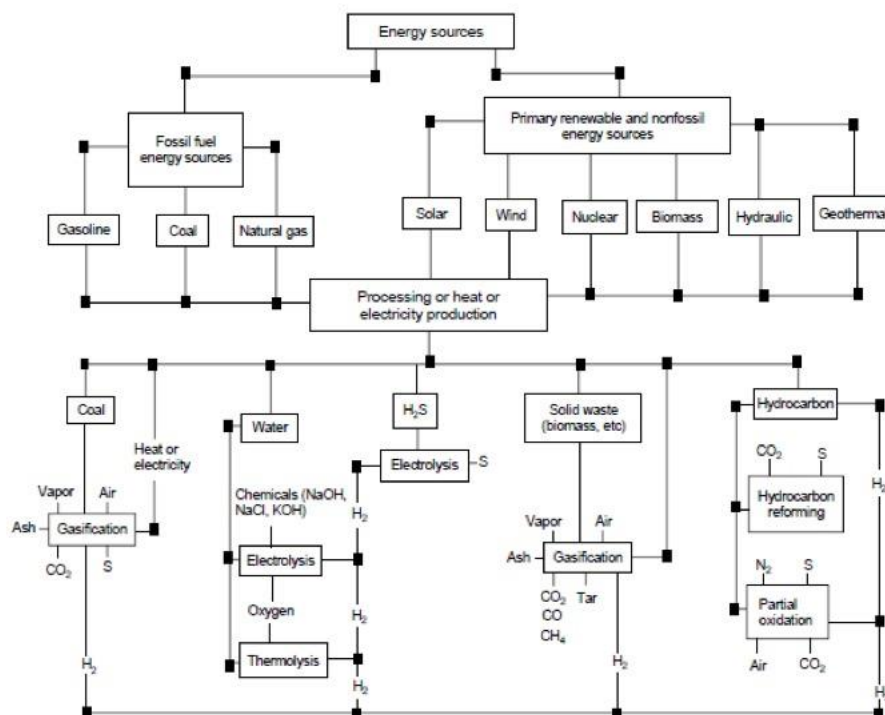 Energy sources
Fossil fuel
energy sources
Primary renewable and nonfossil
energy sources
Gasoline
Coal
Natural gas
Solar
Wind
Nuclear
Biomass
Hydraulic
Geotherma
Processing or heat or
electricity production
Coal
Heat or
electricity
Water
H₂S
Solid waste
(biomass, etc)
Hydrocarbon
Electrolysis
S
Vapor
Air
Ash
Gasification
CO₂
S
Chemicals (NaOH,
NaCl, KOH)
H₂
Electrolysis
Oxygen
H₂
Thermolysis
H₂
H₂
Vapor
Air
Ash
Gasification
CO₂
Tar
CO
CH₄
H₂
CO₂
S
Hydrocarbon
reforming
H₂
N₂
S
Partial
oxidation
Air
CO₂
H